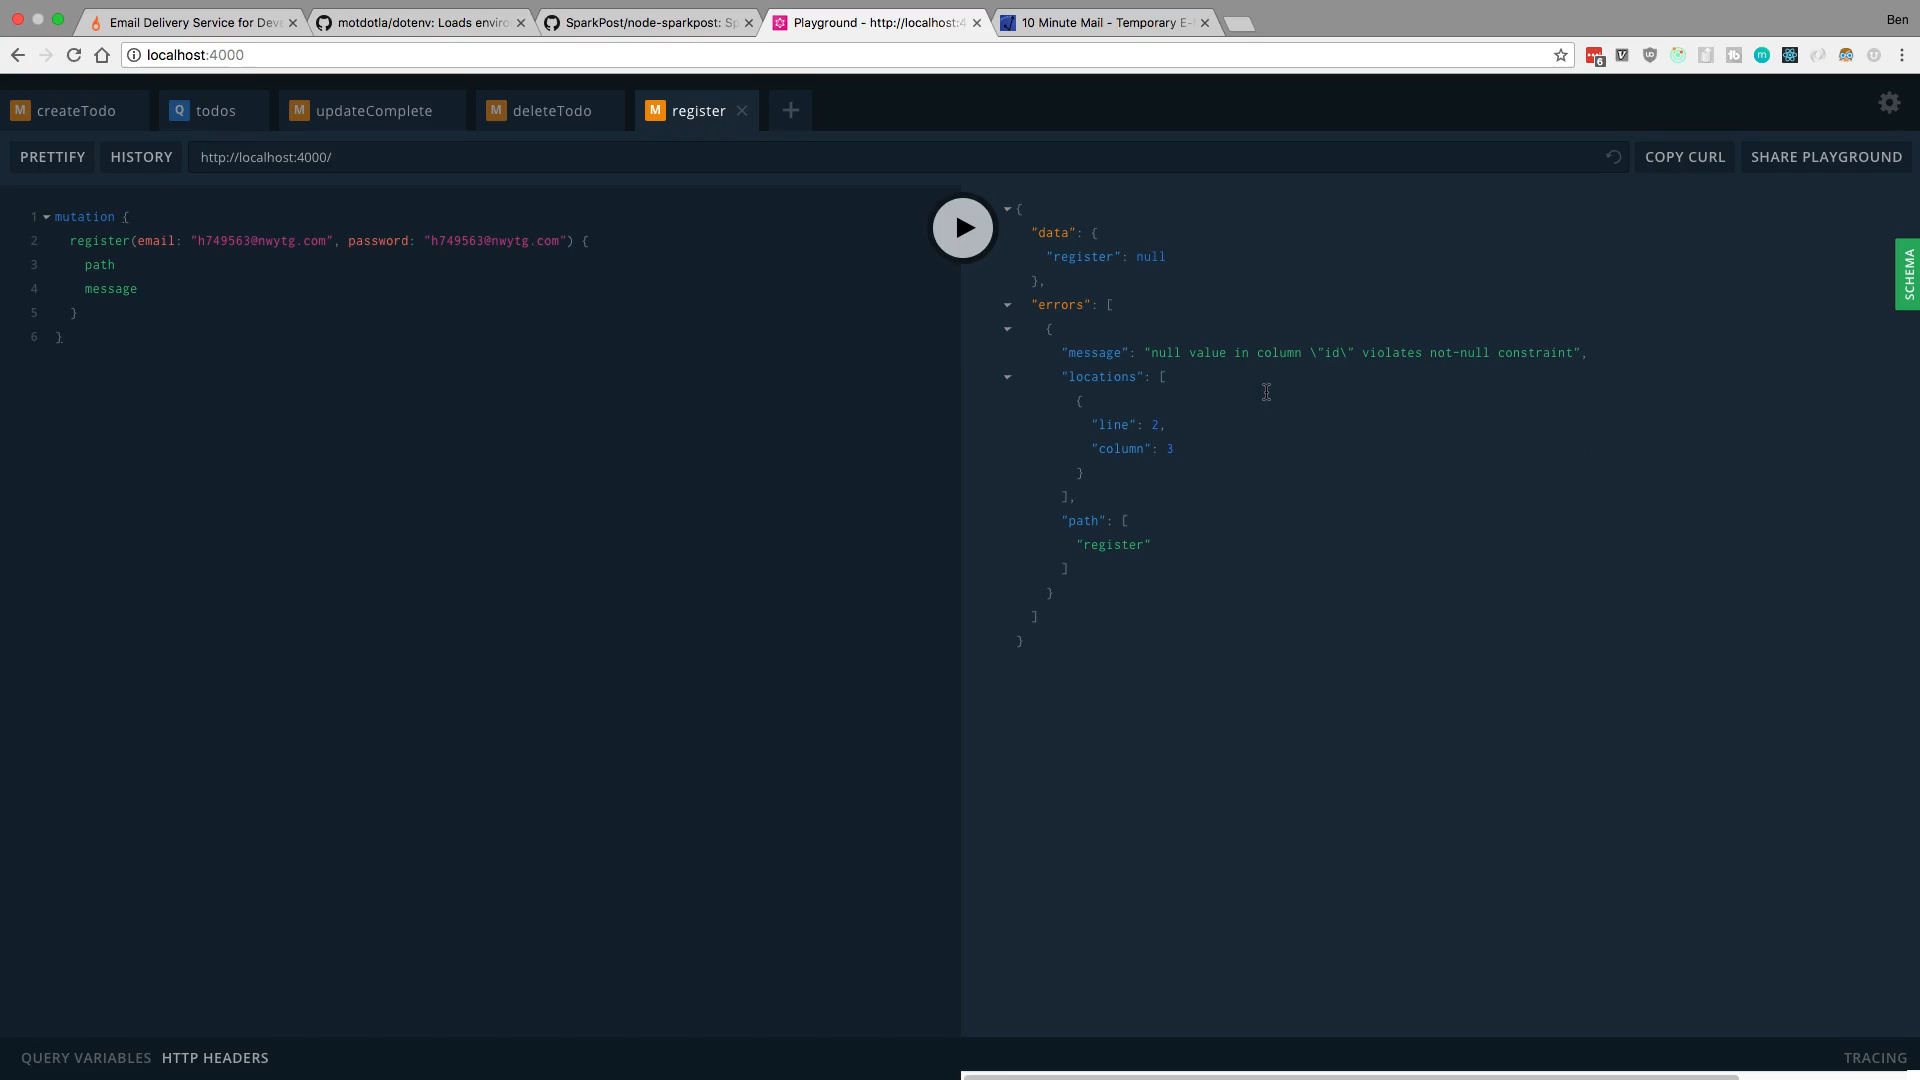 Email Delivery Service for Deve
motdotla/dotenv: Loads enviro
SparkPost/node-sparkpost: Sp
Playground - http://localhost:4
10 Minute Mail - Temporary E-
Ben
localhost:4000
6
M createTodo
Q todos
M updateComplete
M deleteTodo
M register
PRETTIFY
HISTORY
http://localhost:4000/
COPY CURL
SHARE PLAYGROUND
1 mutation {
2 register(email: "h749563@nwytg.com", password: "h749563@nwytg.com") {
3 path
4 message
5 }
6 }
{
"data": {
"register": null
},
"errors": [
{
"message": "null value in column \"id\" violates not-null constraint",
"locations": [
{
"line": 2,
"column": 3
}
],
"path": [
"register"
]
}
]
}
SCHEMA
QUERY VARIABLES HTTP HEADERS
TRACING